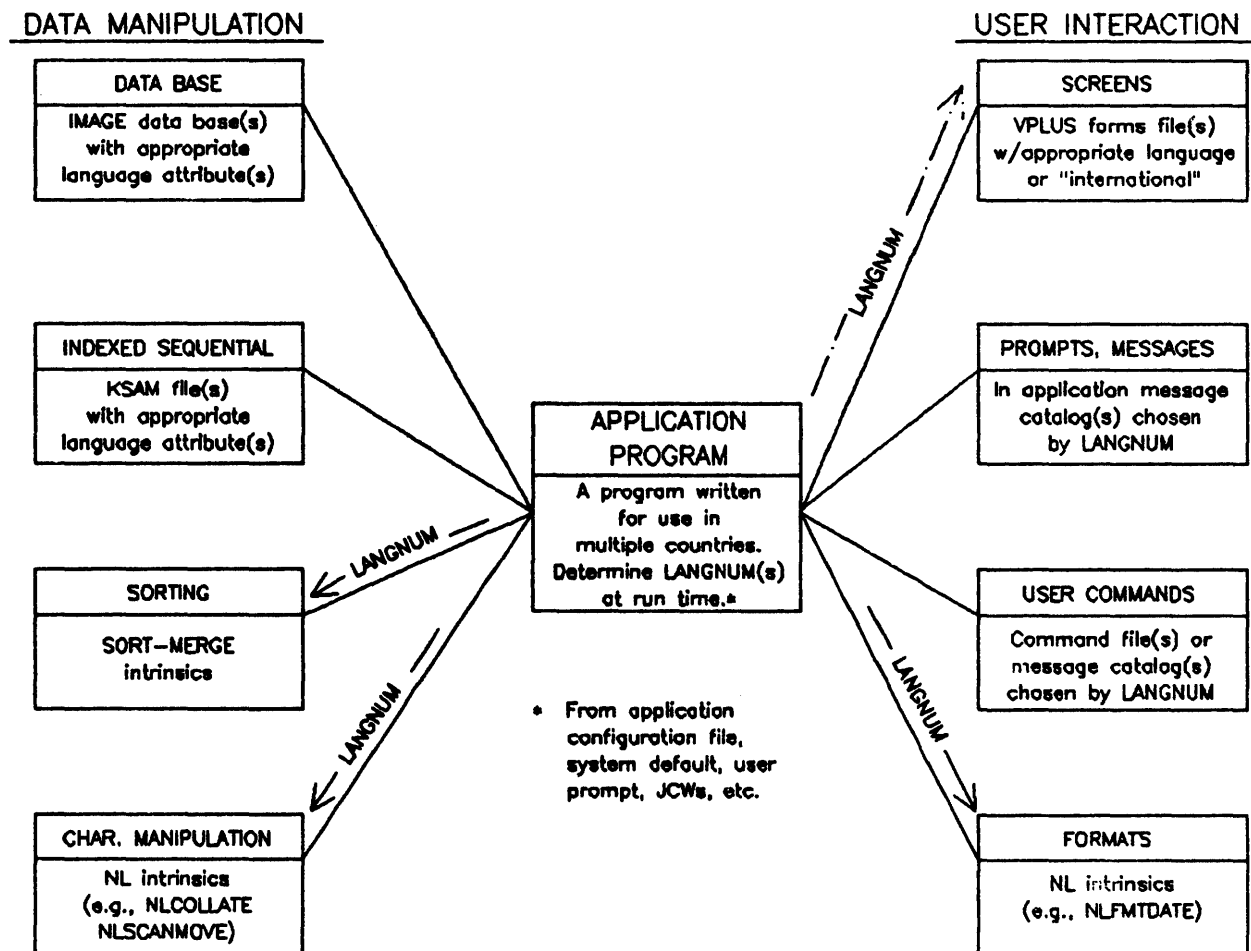 DATA MANIPULATION
DATA BASE
IMAGE data base(s)
with appropriate
language attribute(s)
INDEXED SEQUENTIAL
KSAM file(s)
with appropriate
language attribute(s)
SORTING
SORT-MERGE
intrinsics
CHAR. MANIPULATION
NL intrinsics
(e.g., NLCOLLATE
NLSCANMOVE)
LANGNUM
LANGNUM
APPLICATION
PROGRAM
A program written
for use in
multiple countries.
Determine LANGNUM(s)
at run time.*
* From application
configuration file,
system default, user
prompt, JCWs, etc.
USER INTERACTION
LANGNUM
SCREENS
VPLUS forms file(s)
w/appropriate language
or "international"
PROMPTS, MESSAGES
In application message
catalog(s) chosen
by LANGNUM
USER COMMANDS
Command file(s) or
message catalog(s)
chosen by LANGNUM
LANGNUM
FORMATS
NL intrinsics
(e.g., NLFMTDATE)